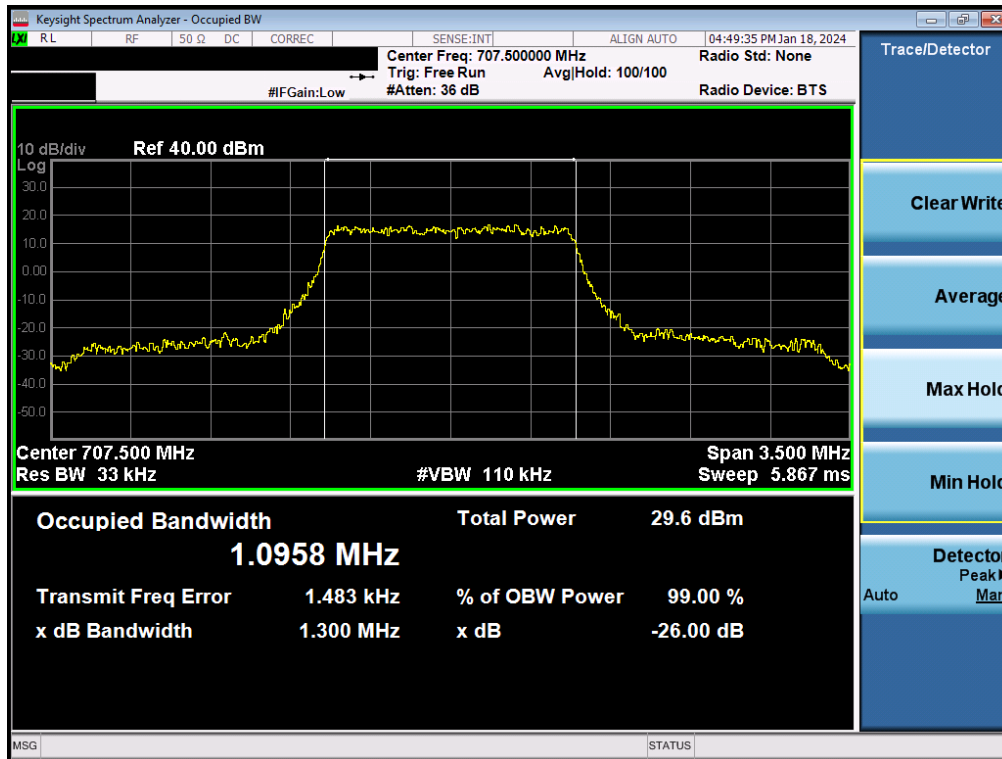 Keysight Spectrum Analyzer - Occupied BW
LXI RL RF 50 Ω DC CORREC SENSE:INT ALIGN AUTO 04:49:35 PM Jan 18, 2024
Center Freq: 707.500000 MHz Radio Std: None
Trig: Free Run Avg|Hold: 100/100
#IFGain:Low #Atten: 36 dB Radio Device: BTS
10 dB/div Ref 40.00 dBm
Log
30.0
20.0
10.0
0.00
-10.0
-20.0
-30.0
-40.0
-50.0
Center 707.500 MHz Span 3.500 MHz
Res BW 33 kHz #VBW 110 kHz Sweep 5.867 ms
Occupied Bandwidth Total Power 29.6 dBm
1.0958 MHz
Transmit Freq Error 1.483 kHz % of OBW Power 99.00 %
x dB Bandwidth 1.300 MHz x dB -26.00 dB
MSG STATUS
Trace/Detector
Clear Write
Average
Max Hold
Min Hold
Detector
Peak
Auto Man